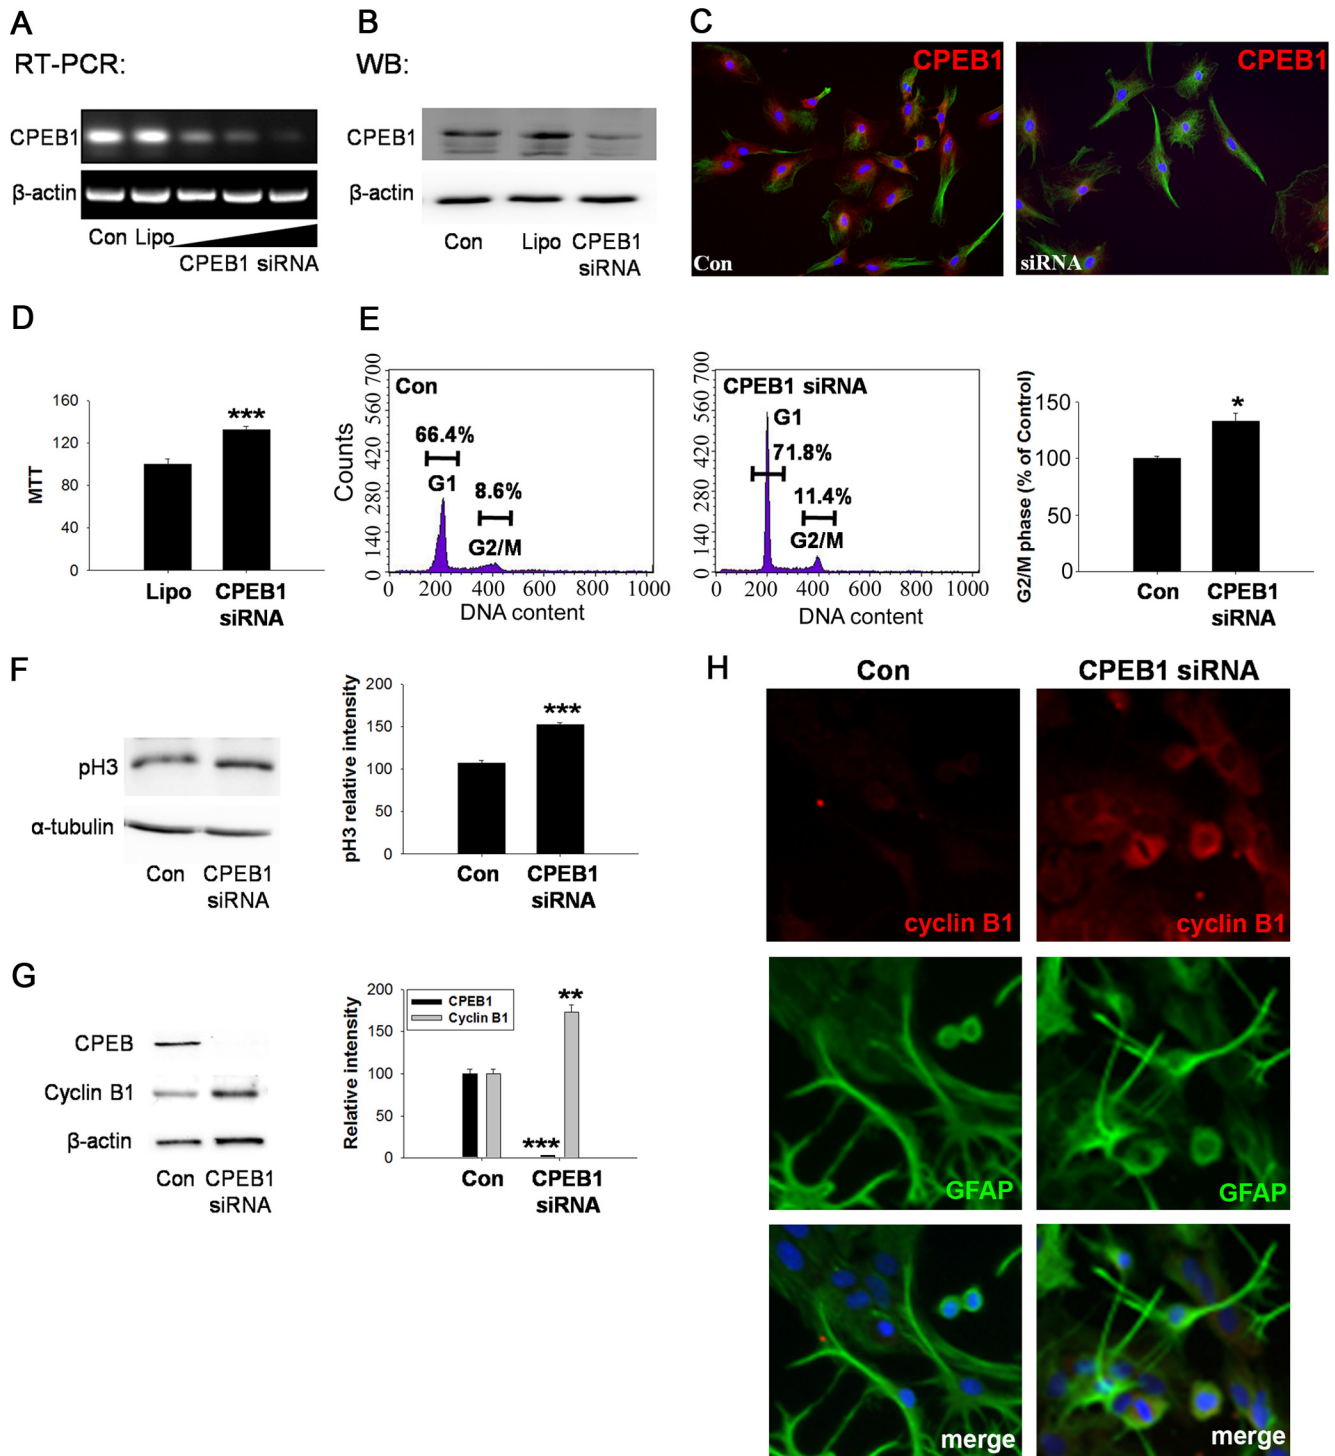 A
RT-PCR:
CPEB1
β-actin
Con Lipo
CPEB1 siRNA
B
WB:
CPEB1
β-actin
Con Lipo CPEB1
siRNA
C
CPEB1
Con
CPEB1
siRNA
D
MTT
160
120
80
40
0
***
Lipo CPEB1
siRNA
E
Counts
700
560
420
280
140
0
Con
66.4%
G1
8.6%
G2/M
0 200 400 600 800 1000
DNA content
700
560
420
280
140
0
CPEB1 siRNA
G1
71.8%
11.4%
G2/M
0 200 400 600 800 1000
DNA content
G2/M phase (% of Control)
150
100
50
0
*
Con CPEB1
siRNA
F
pH3
α-tubulin
Con CPEB1
siRNA
pH3 relative intensity
200
150
100
50
0
***
Con CPEB1
siRNA
G
CPEB
Cyclin B1
β-actin
Con CPEB1
siRNA
Relative intensity
200
150
100
50
0
CPEB1
Cyclin B1
**
***
Con CPEB1
siRNA
H
Con CPEB1 siRNA
cyclin B1 cyclin B1
GFAP GFAP
merge merge